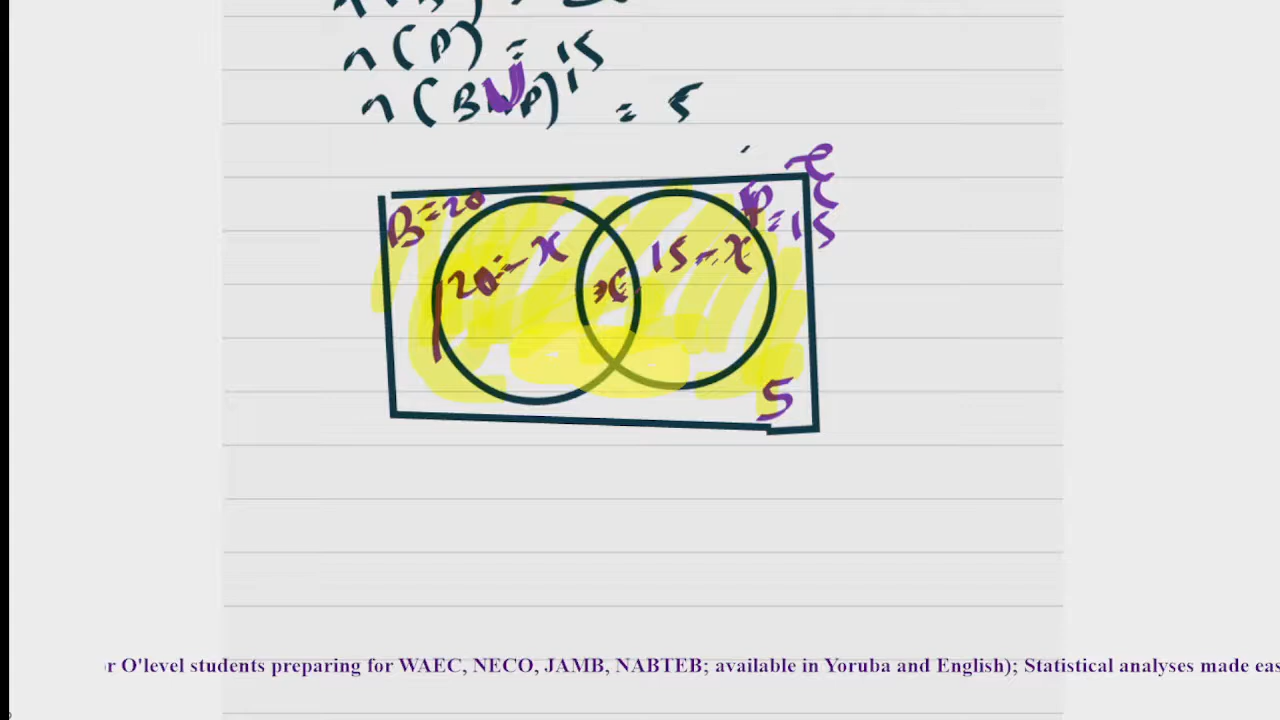 n(P) = 15
n(B∪P)' = 5
ξ
B=20
P=15
20-x
x
15-x
5
r O'level students preparing for WAEC, NECO, JAMB, NABTEB; available in Yoruba and English); Statistical analyses made eas